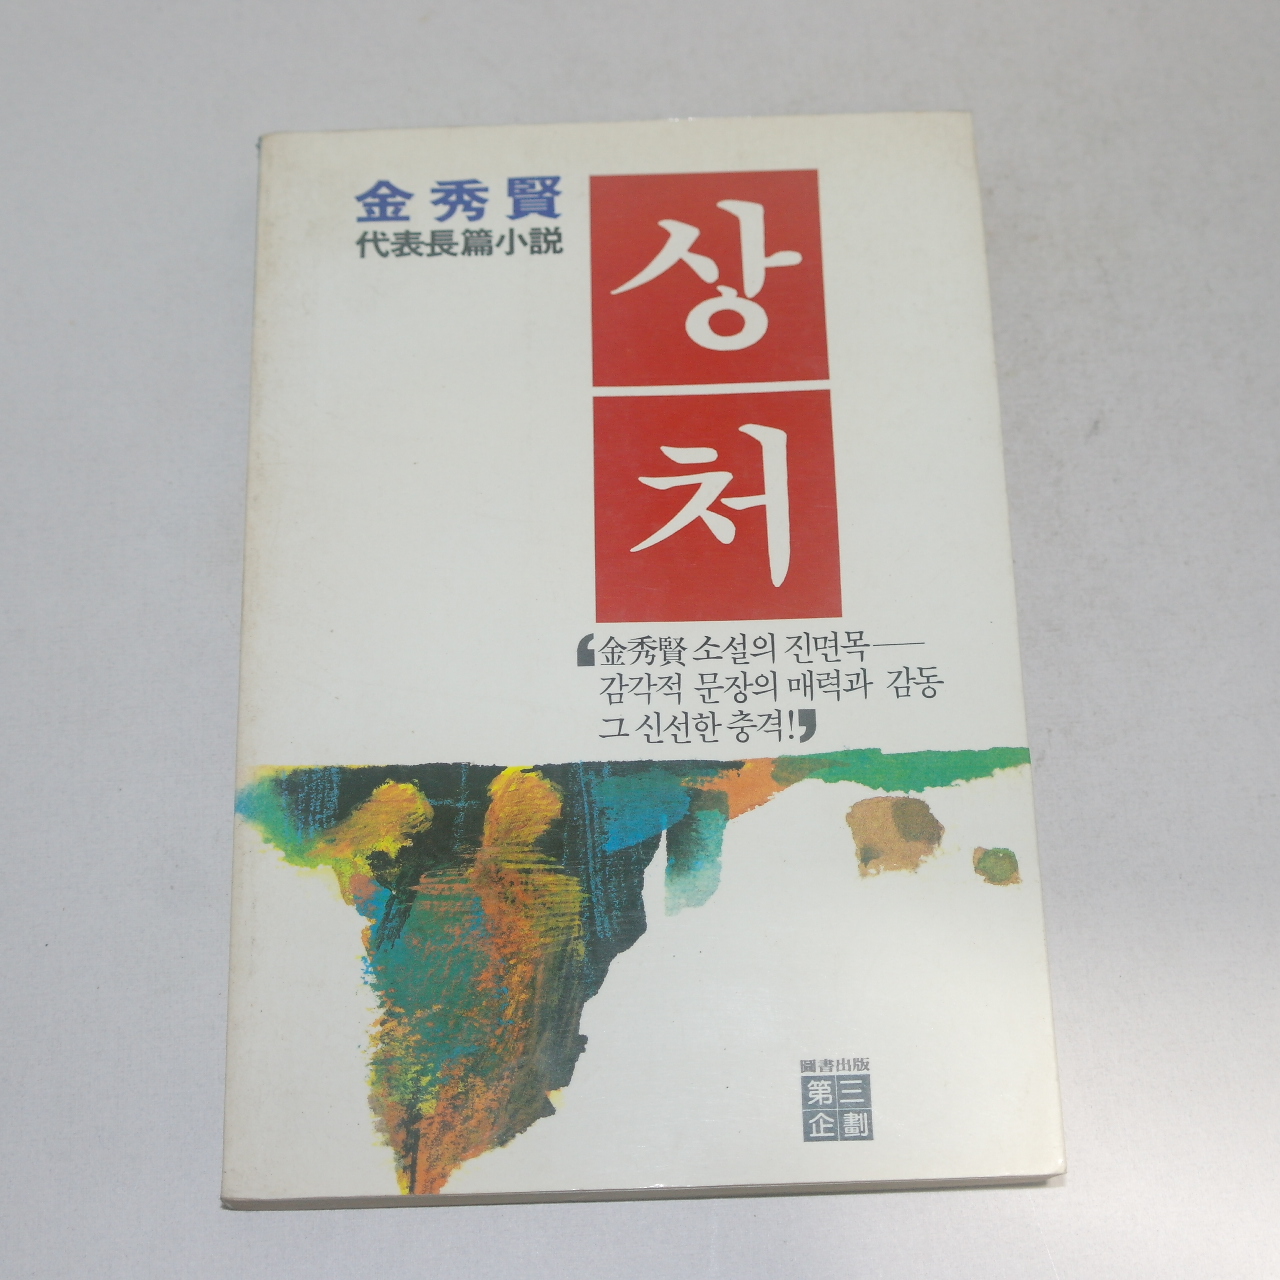 金秀賢
代表長篇小説
상
처
❛金秀賢 소설의 진면목──
감각적 문장의 매력과 감동
그 신선한 충격!❜
圖書出版
第三
企劃